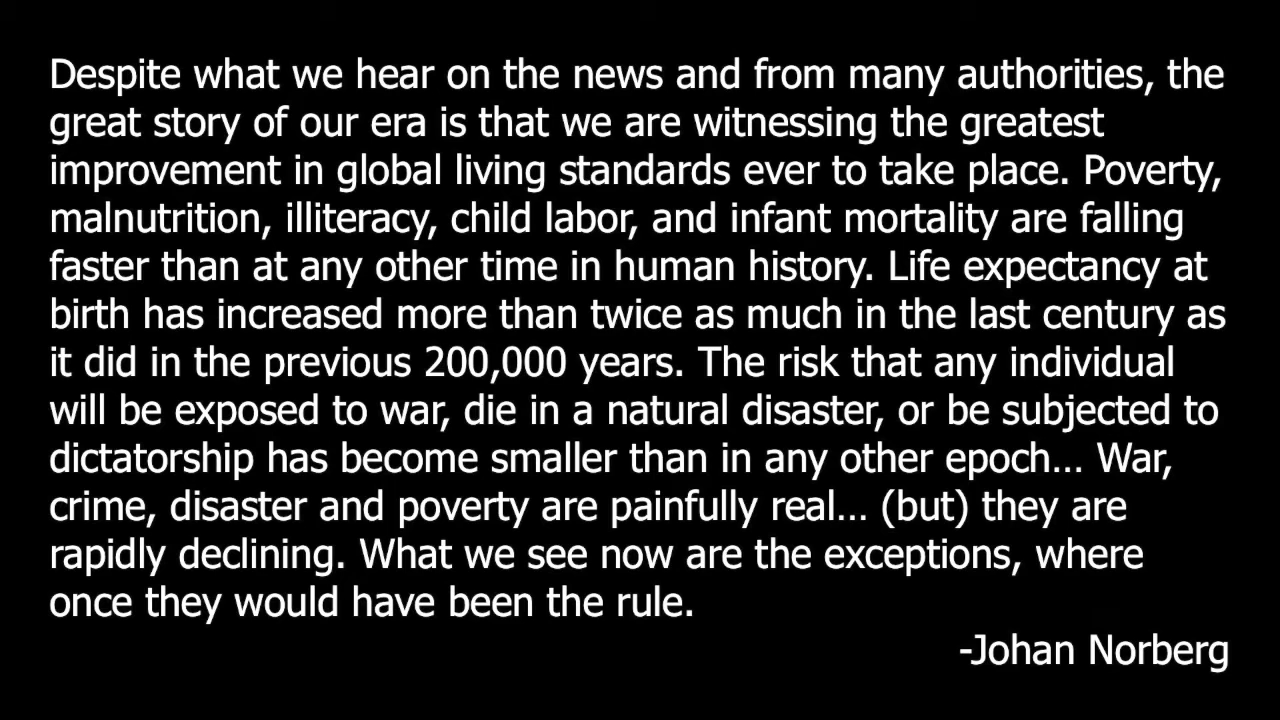 Despite what we hear on the news and from many authorities, the
great story of our era is that we are witnessing the greatest
improvement in global living standards ever to take place. Poverty,
malnutrition, illiteracy, child labor, and infant mortality are falling
faster than at any other time in human history. Life expectancy at
birth has increased more than twice as much in the last century as
it did in the previous 200,000 years. The risk that any individual
will be exposed to war, die in a natural disaster, or be subjected to
dictatorship has become smaller than in any other epoch... War,
crime, disaster and poverty are painfully real... (but) they are
rapidly declining. What we see now are the exceptions, where
once they would have been the rule.
-Johan Norberg